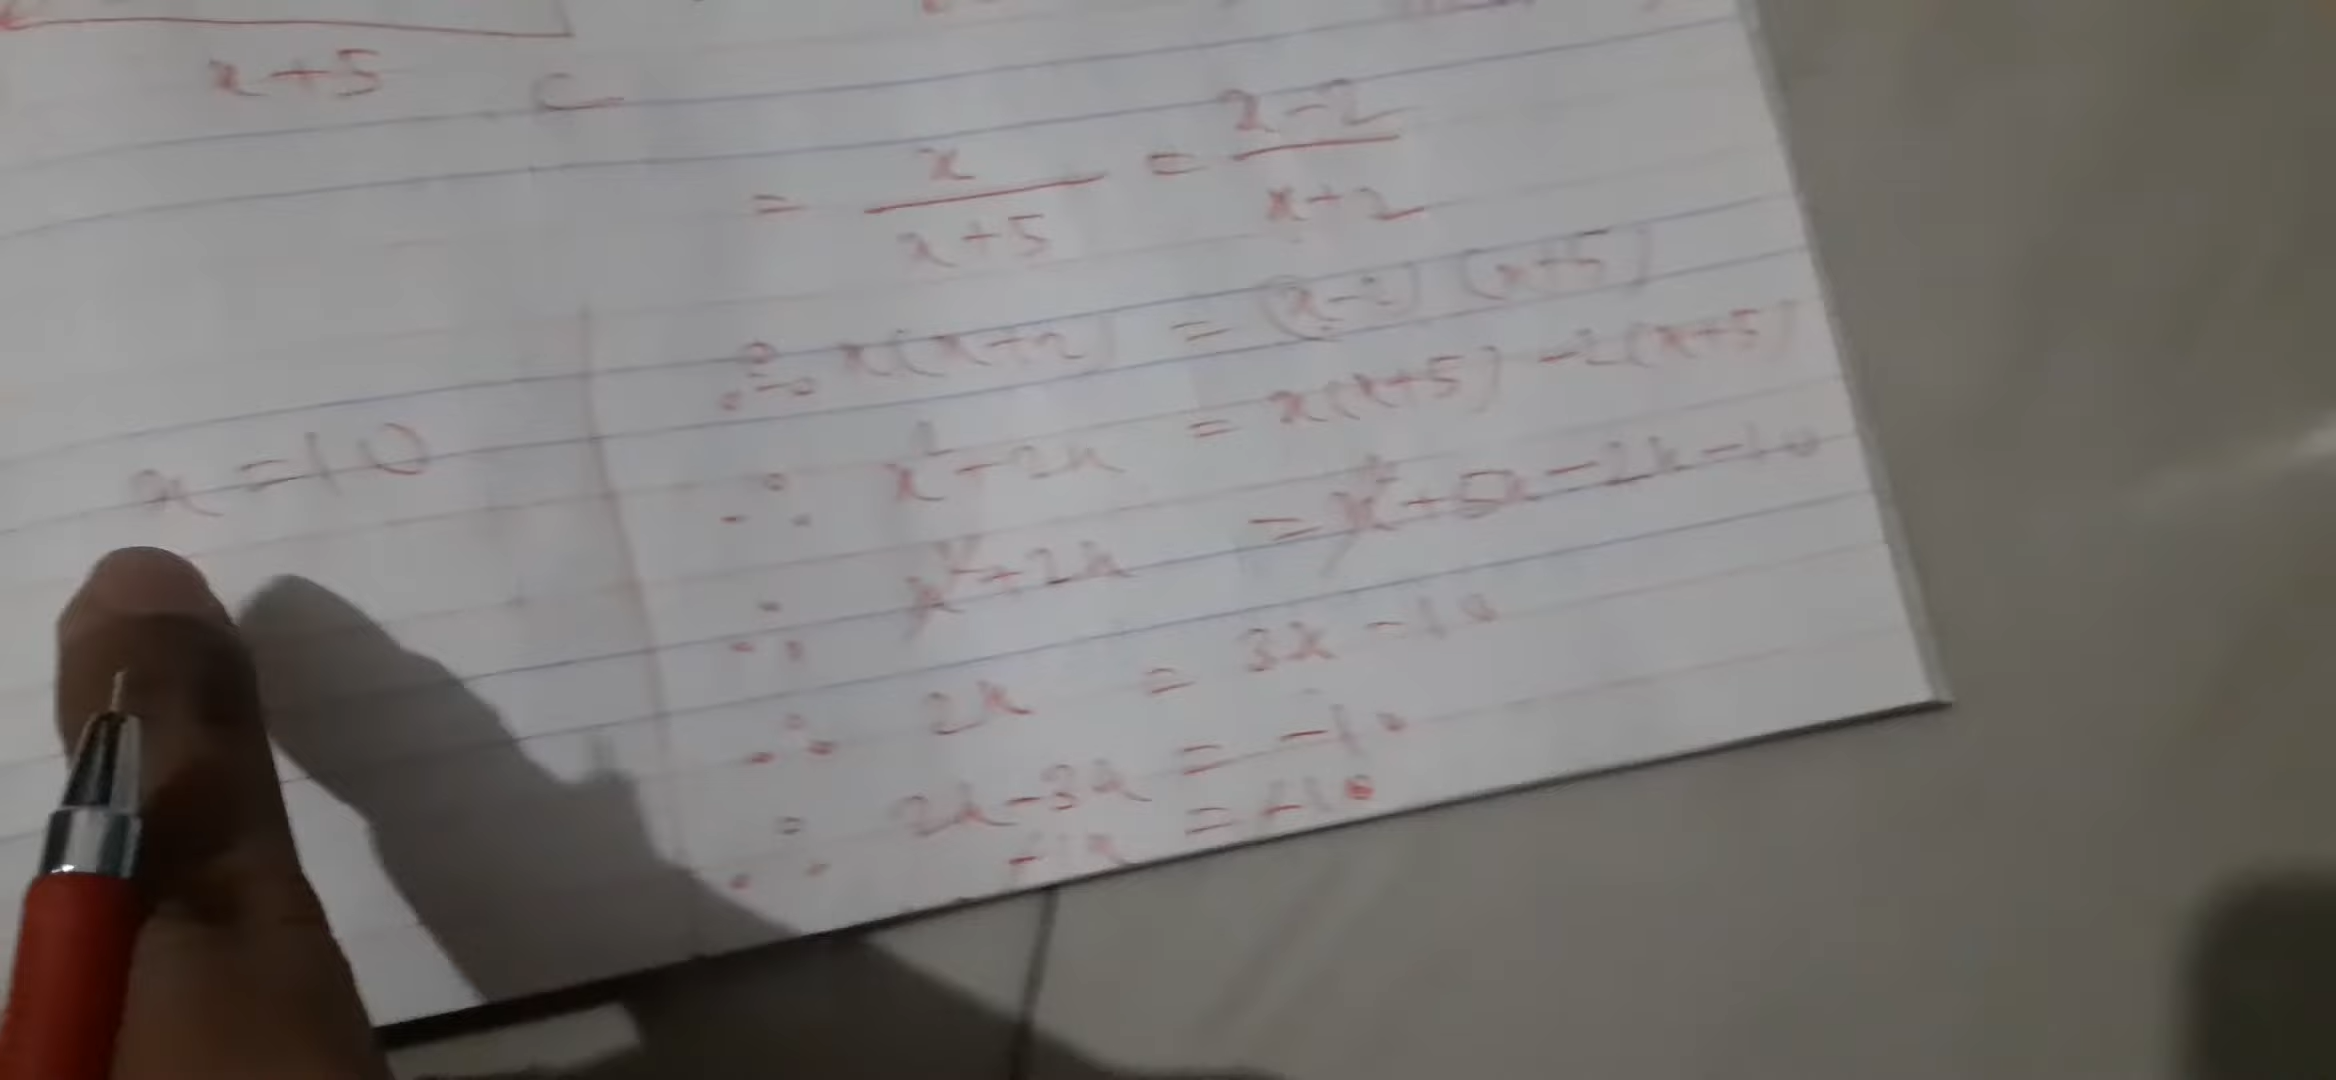 x+5 C
= x/x+5 = x-2/x+2
∴ x(x+2) = (x-2) (x+5)
∴ x²+2x = x(x+5) -2(x+5)
∴ x²+2x = x²+5x-2x-10
∴ 2x = 3x-10
∴ 2x-3x = -10
∴ -1x = -10
x=10